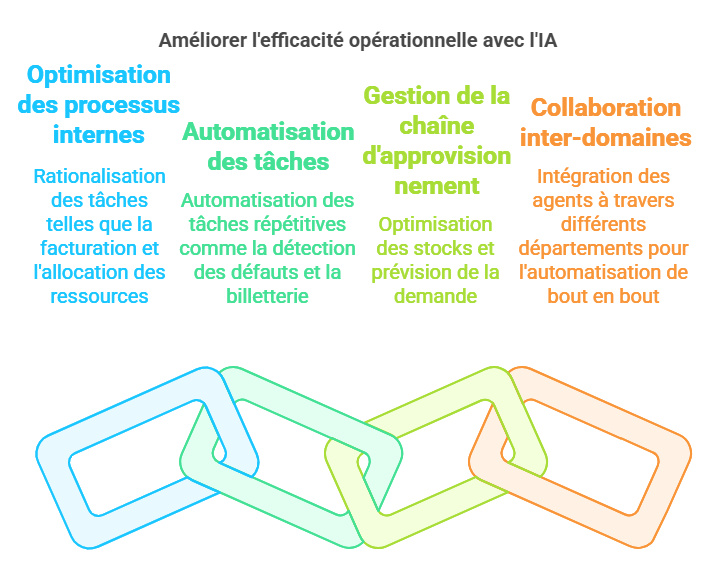 Améliorer l'efficacité opérationnelle avec l'IA
Optimisation
des processus
internes
Rationalisation
des tâches
telles que la
facturation et
l'allocation des
ressources
Automatisation
des tâches
Automatisation des
tâches répétitives
comme la détection
des défauts et la
billetterie
Gestion de la
chaîne
d'approvision
nement
Optimisation
des stocks et
prévision de la
demande
Collaboration
inter-domaines
Intégration des
agents à travers
différents
départements pour
l'automatisation de
bout en bout